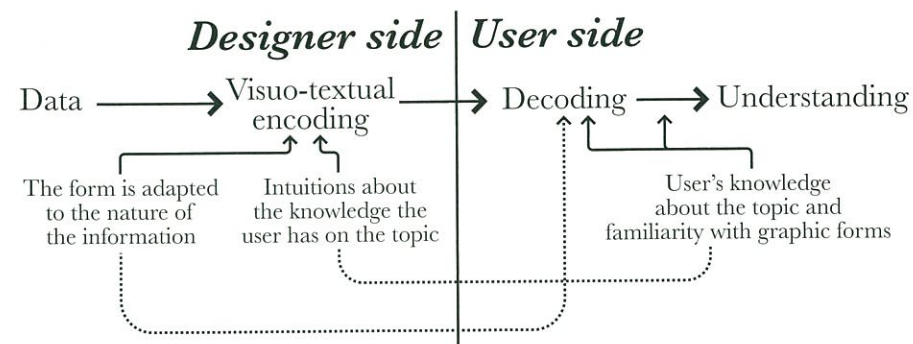 Designer side
User side
Data
Visuo-textual
encoding
Decoding
Understanding
The form is adapted
to the nature of
the information
Intuitions about
the knowledge the
user has on the topic
User's knowledge
about the topic and
familiarity with graphic forms